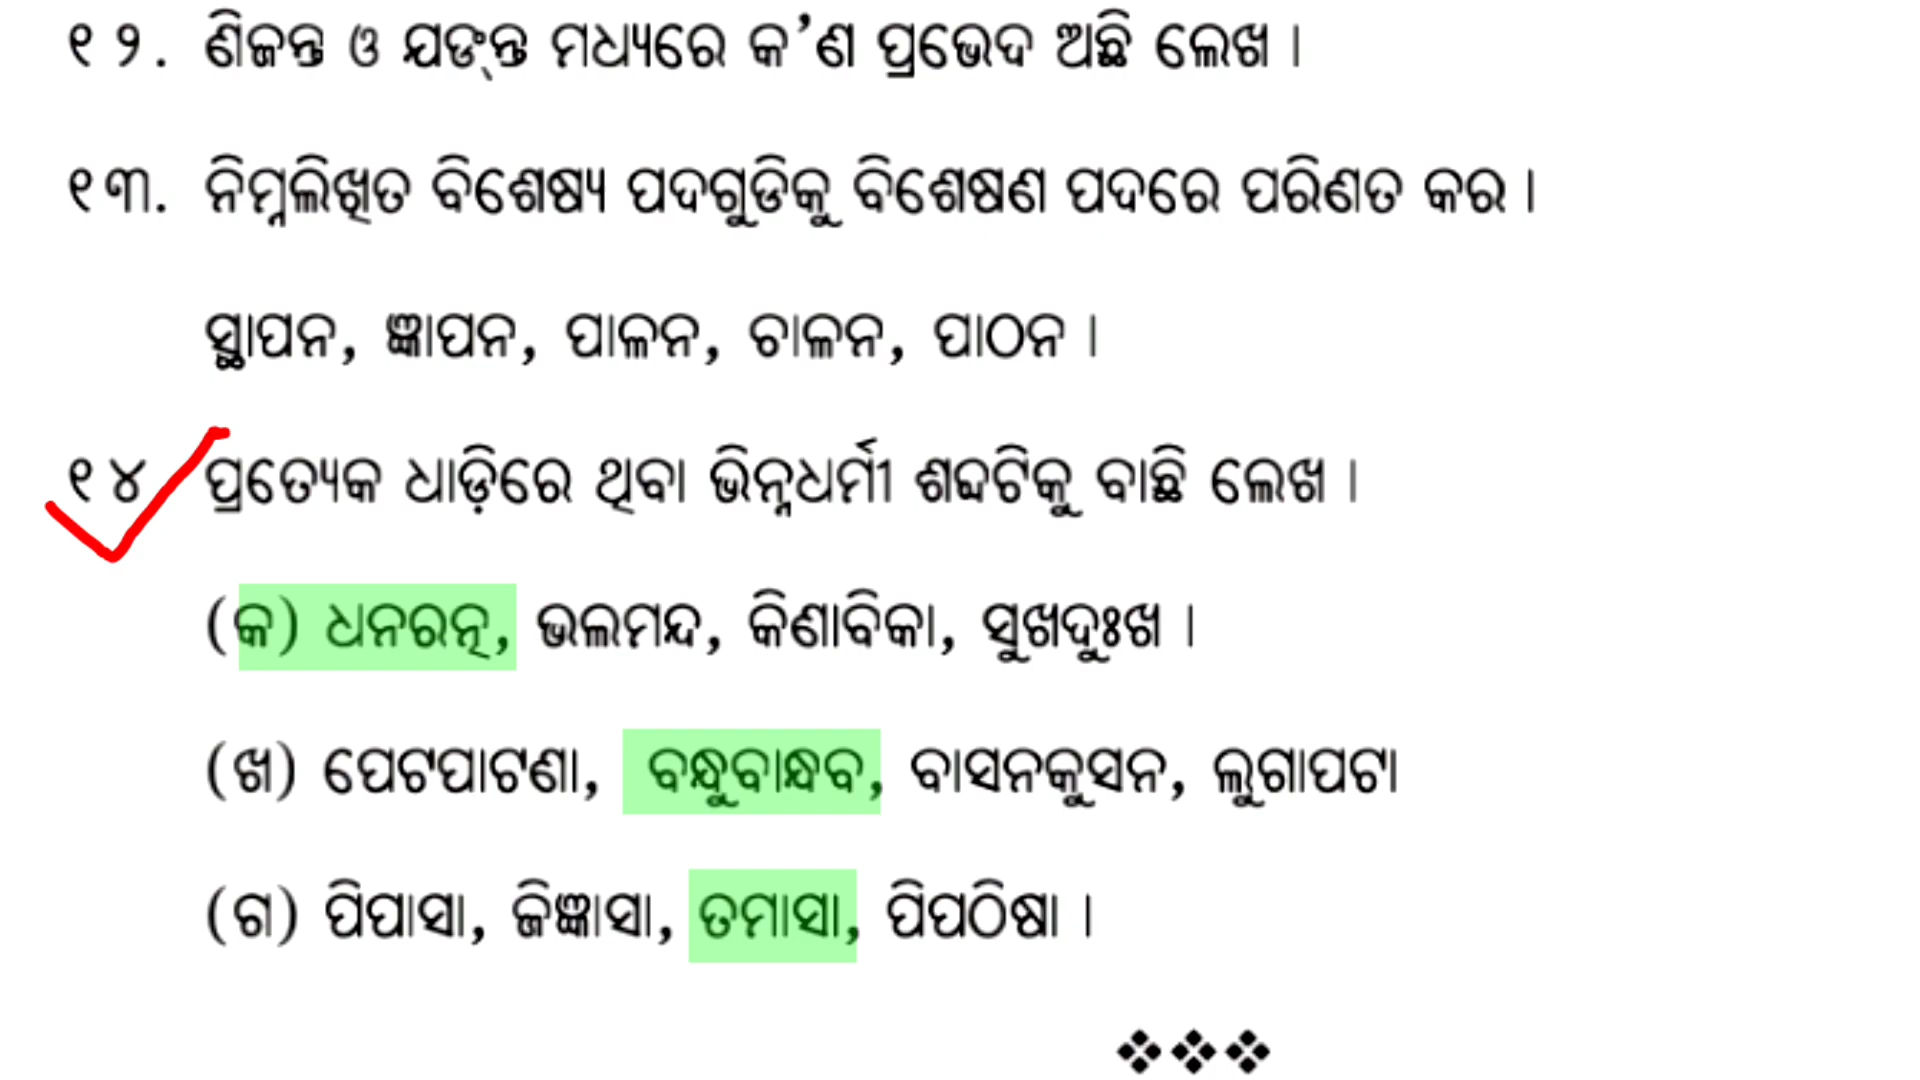 ୧୨. ଣିଜନ୍ତ ଓ ଯଙ୍‌ନ୍ତ ମଧ୍ୟରେ କ’ଣ ପ୍ରଭେଦ ଅଛି ଲେଖ ।
୧୩. ନିମ୍ନଲିଖିତ ବିଶେଷ୍ୟ ପଦଗୁଡିକୁ ବିଶେଷଣ ପଦରେ ପରିଣତ କର ।
ସ୍ଥାପନ, ଜ୍ଞାପନ, ପାଳନ, ଚାଳନ, ପାଠନ ।
୧୪ ପ୍ରତ୍ୟେକ ଧାଡ଼ିରେ ଥିବା ଭିନ୍ନଧର୍ମୀ ଶବ୍ଦଟିକୁ ବାଛି ଲେଖ ।
(କ) ଧନରତ୍ନ, ଭଲମନ୍ଦ, କିଣାବିକା, ସୁଖଦୁଃଖ ।
(ଖ) ପେଟପାଟଣା, ବନ୍ଧୁବାନ୍ଧବ, ବାସନକୁସନ, ଲୁଗାପଟା
(ଗ) ପିପାସା, ଜିଜ୍ଞାସା, ତମାସା, ପିପଠିଷା ।